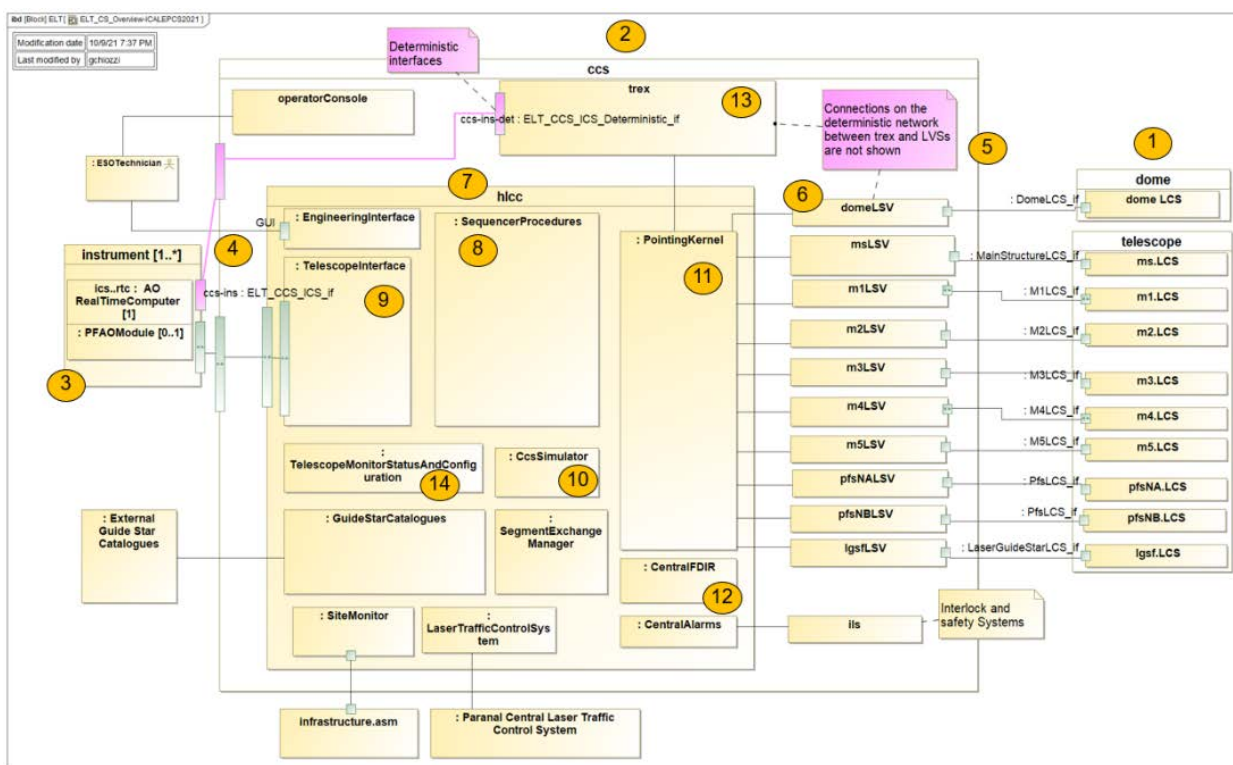 ibd [Block] ELT[ ELT_CS_Overview-iCALEPCS2021 ]
Modification date 10/9/21 7:37 PM
Last modified by gchiozzi
2
Deterministic
interfaces
ccs
operatorConsole
trex
13
ccs-ins-det : ELT_CCS_ICS_Deterministic_if
Connections on the
deterministic network
between trex and LVSs
are not shown
5
1
: ESOTechnician
7
hlcc
6
dome
domeLSV
: DomeLCS_if
dome LCS
GUI
: EngineeringInterface
: SequencerProcedures
8
: PointingKernel
11
4
instrument [1..*]
ics..rtc : AO
RealTimeComputer
[1]
: PFAOModule [0..1]
3
ccs-ins : ELT_CCS_ICS_if
: TelescopeInterface
9
telescope
msLSV
: MainStructureLCS_if
ms.LCS
m1LSV
: M1LCS_if
m1.LCS
m2LSV
: M2LCS_if
m2.LCS
m3LSV
: M3LCS_if
m3.LCS
m4LSV
: M4LCS_if
m4.LCS
m5LSV
: M5LCS_if
m5.LCS
pfsNALSV
: PfsLCS_if
pfsNA.LCS
pfsNBLSV
: PfsLCS_if
pfsNB.LCS
lgsfLSV
: LaserGuideStarLCS_if
lgsf.LCS
:
TelescopeMonitorStatusAndConfig
uration
14
: CcsSimulator
10
: External
Guide Star
Catalogues
: GuideStarCatalogues
:
SegmentExchange
Manager
: CentralFDIR
12
: SiteMonitor
:
LaserTrafficControlSys
tem
: CentralAlarms
ils
Interlock and
safety Systems
infrastructure.asm
: Paranal Central Laser Traffic
Control System